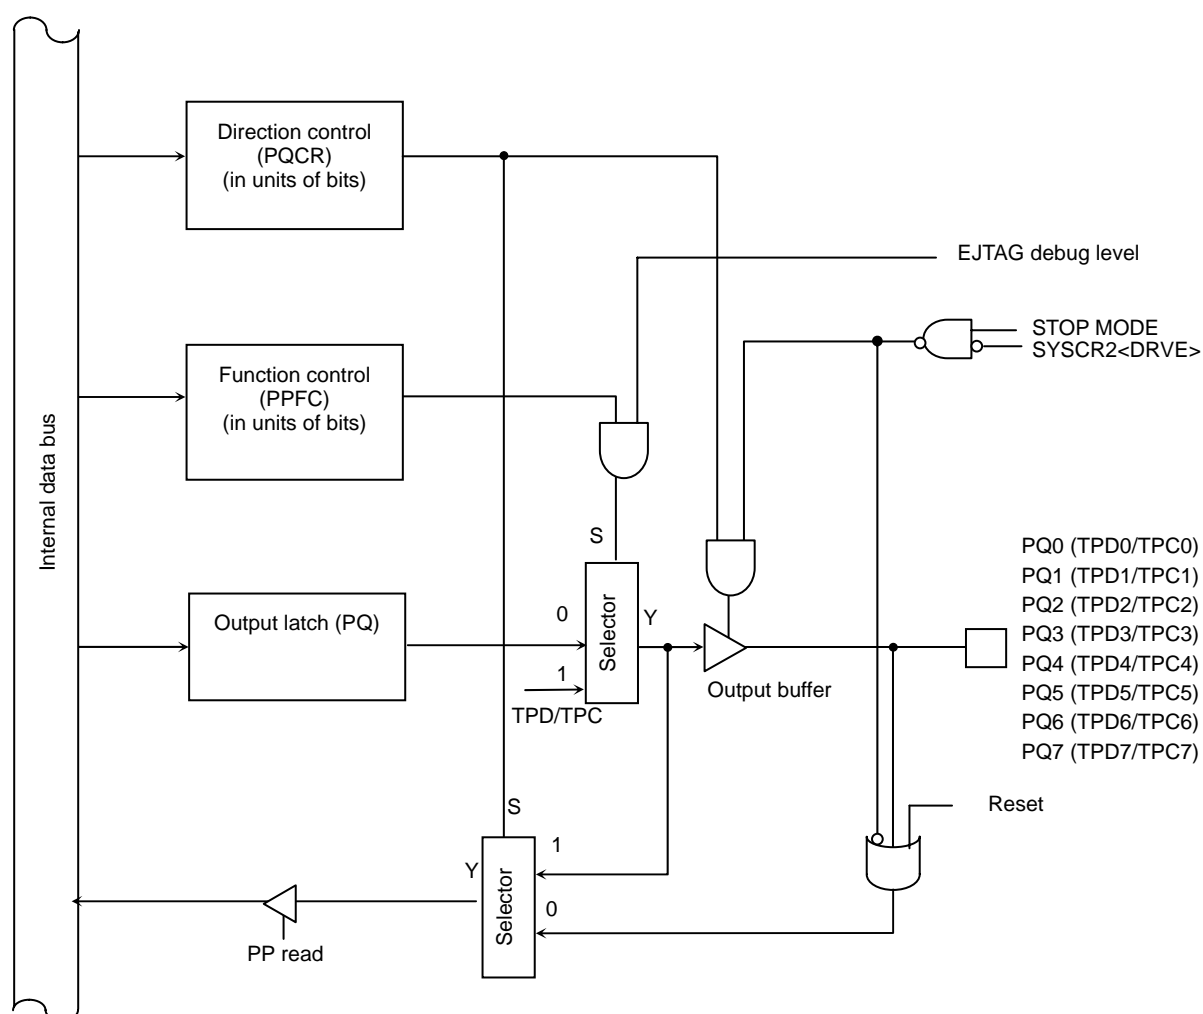 Direction control
(PQCR)
(in units of bits)
EJTAG debug level
STOP MODE
SYSCR2<DRVE>
Function control
(PPFC)
(in units of bits)
Internal data bus
S
PQ0 (TPD0/TPC0)
PQ1 (TPD1/TPC1)
PQ2 (TPD2/TPC2)
PQ3 (TPD3/TPC3)
PQ4 (TPD4/TPC4)
PQ5 (TPD5/TPC5)
PQ6 (TPD6/TPC6)
PQ7 (TPD7/TPC7)
Output latch (PQ)
0
Selector
Y
1
TPD/TPC
Output buffer
S
Reset
Y
Selector
1
0
PP read